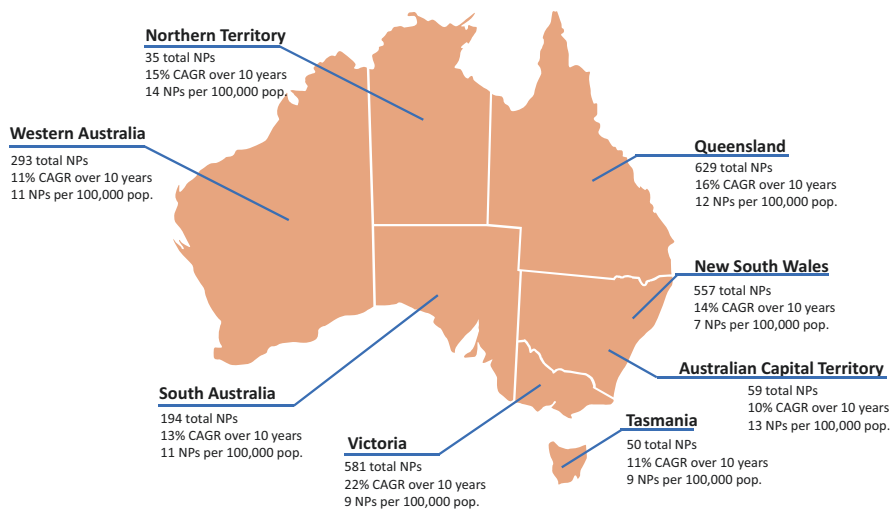 Northern Territory
35 total NPs
15% CAGR over 10 years
14 NPs per 100,000 pop.
Western Australia
293 total NPs
11% CAGR over 10 years
11 NPs per 100,000 pop.
Queensland
629 total NPs
16% CAGR over 10 years
12 NPs per 100,000 pop.
New South Wales
557 total NPs
14% CAGR over 10 years
7 NPs per 100,000 pop.
Australian Capital Territory
59 total NPs
10% CAGR over 10 years
13 NPs per 100,000 pop.
South Australia
194 total NPs
13% CAGR over 10 years
11 NPs per 100,000 pop.
Victoria
581 total NPs
22% CAGR over 10 years
9 NPs per 100,000 pop.
Tasmania
50 total NPs
11% CAGR over 10 years
9 NPs per 100,000 pop.